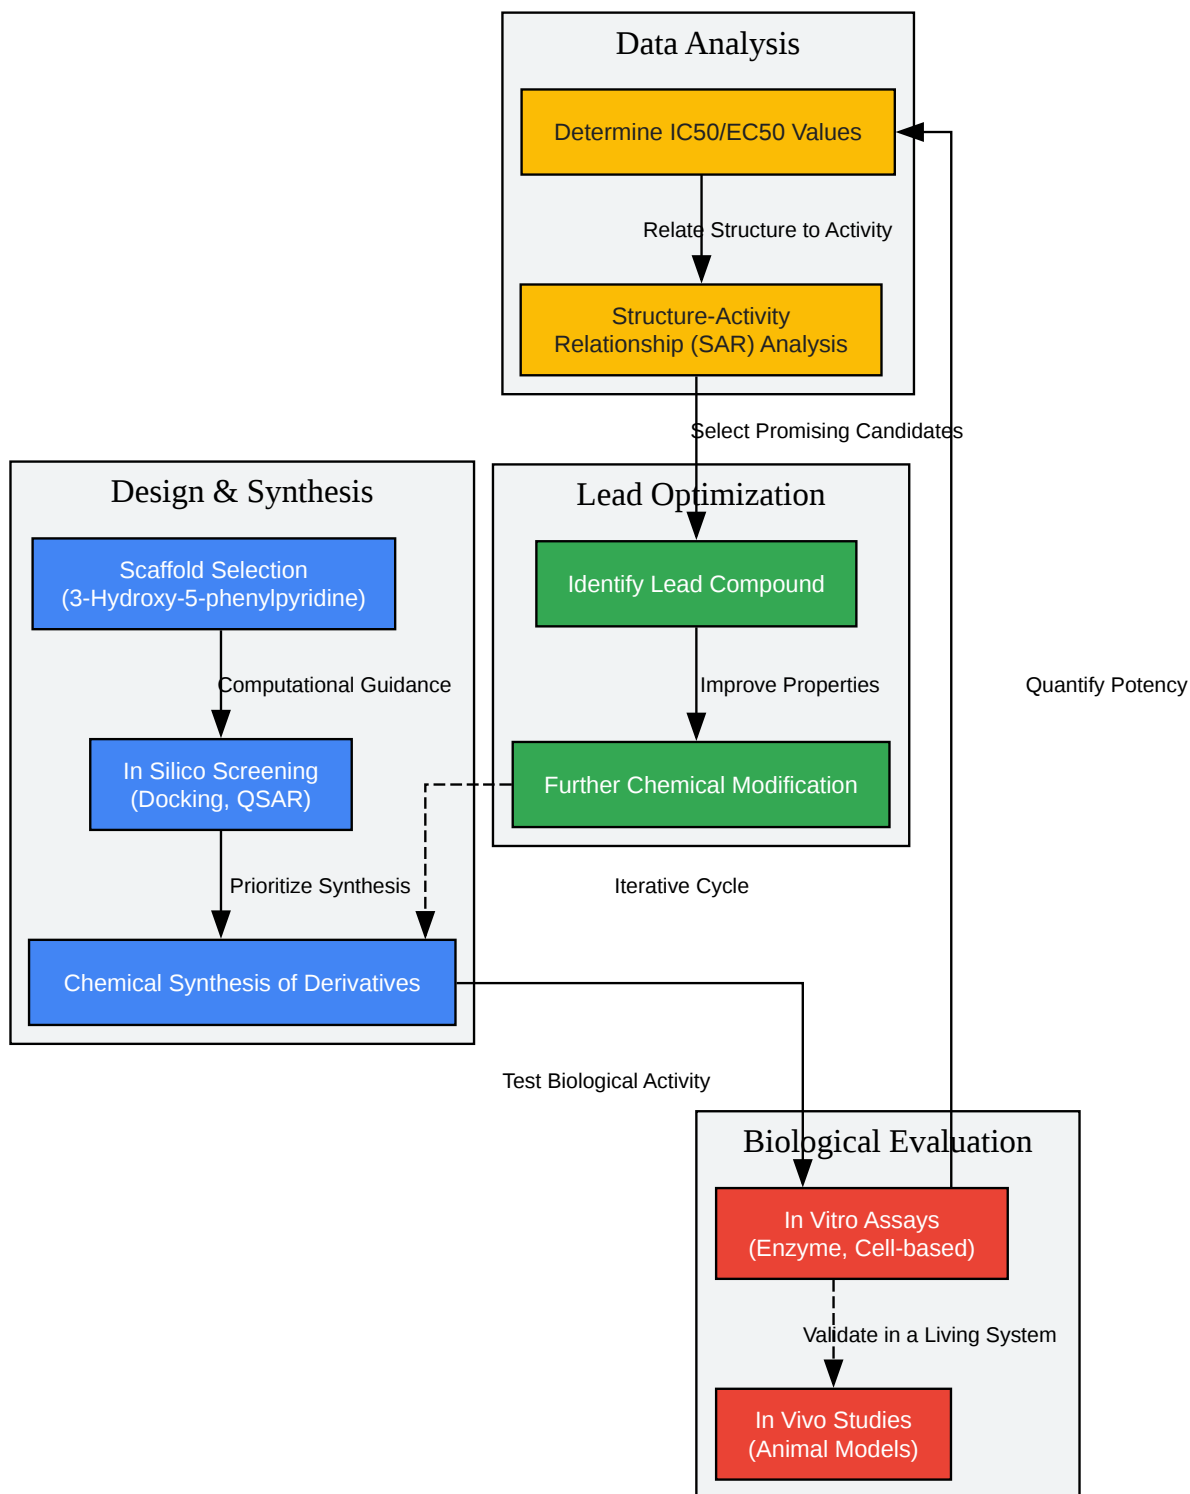 Data Analysis
Determine IC50/EC50 Values
Relate Structure to Activity
Structure-Activity
Relationship (SAR) Analysis
Select Promising Candidates
Design & Synthesis
Scaffold Selection
(3-Hydroxy-5-phenylpyridine)
Computational Guidance
In Silico Screening
(Docking, QSAR)
Prioritize Synthesis
Chemical Synthesis of Derivatives
Lead Optimization
Identify Lead Compound
Improve Properties
Further Chemical Modification
Iterative Cycle
Quantify Potency
Test Biological Activity
Biological Evaluation
In Vitro Assays
(Enzyme, Cell-based)
Validate in a Living System
In Vivo Studies
(Animal Models)